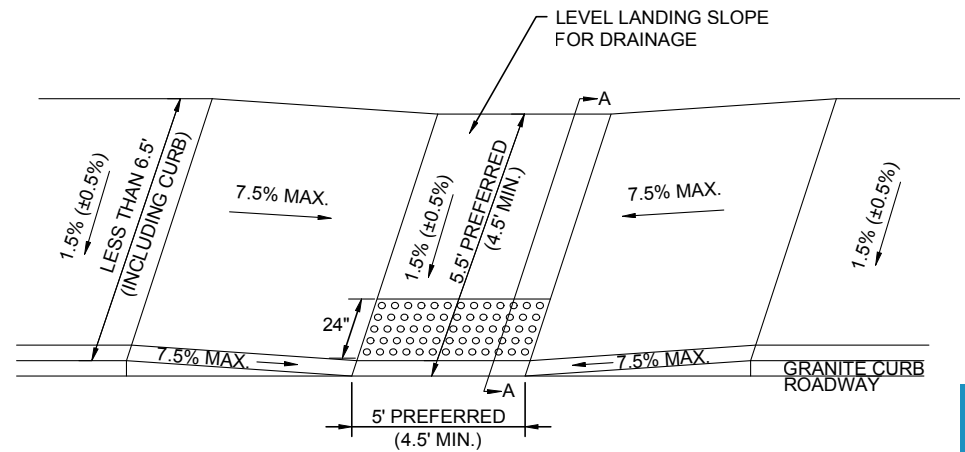 LEVEL LANDING SLOPE
FOR DRAINAGE
A
1.5% (±0.5%)
LESS THAN 6.5'
(INCLUDING CURB)
7.5% MAX.
1.5% (±0.5%)
5.5' PREFERRED
(4.5' MIN.)
7.5% MAX.
1.5% (±0.5%)
24"
7.5% MAX.
7.5% MAX.
GRANITE CURB
ROADWAY
A
5' PREFERRED
(4.5' MIN.)